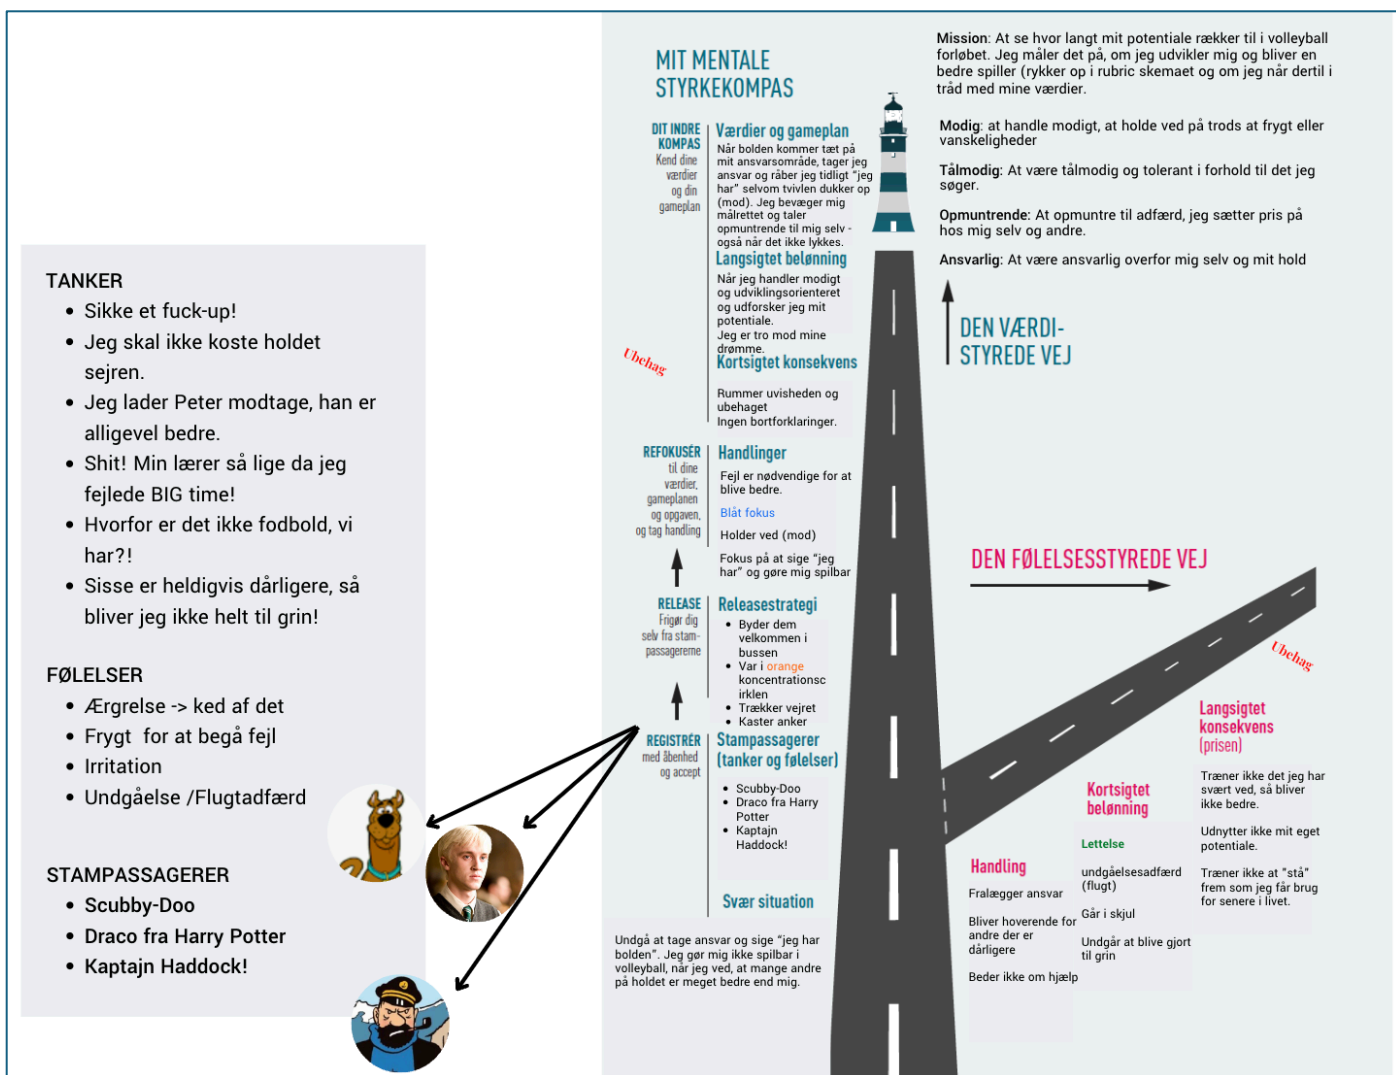 TANKER
• Sikke et fuck-up!
• Jeg skal ikke koste holdet
sejren.
• Jeg lader Peter modtage, han er
alligevel bedre.
• Shit! Min lærer så lige da jeg
fejlede BIG time!
• Hvorfor er det ikke fodbold, vi
har?!
• Sisse er heldigvis dårligere, så
bliver jeg ikke helt til grin!
FØLELSER
• Ærgrelse -> ked af det
• Frygt for at begå fejl
• Irritation
• Undgåelse /Flugtadfærd
STAMPASSAGERER
• Scubby-Doo
• Draco fra Harry Potter
• Kaptajn Haddock!
MIT MENTALE
STYRKEKOMPAS
DIT INDRE
KOMPAS
Kend dine
værdier
og din
gameplan
Værdier og gameplan
Når bolden kommer tæt på
mit ansvarsområde, tager jeg
ansvar og råber jeg tidligt "jeg
har" selvom tvivlen dukker op
(mod). Jeg bevæger mig
målrettet og taler
opmuntrende til mig selv -
også når det ikke lykkes.
Langsigtet belønning
Når jeg handler modigt
og udviklingsorienteret
og udforsker jeg mit
potentiale.
Jeg er tro mod mine
drømme.
Ubehag
Kortsigtet konsekvens
Rummer uvisheden og
ubehaget
Ingen bortforklaringer.
REFOKUSÉR
til dine
værdier,
gameplanen
og opgaven,
og tag handling
Handlinger
Fejl er nødvendige for at
blive bedre.
Blåt fokus
Holder ved (mod)
Fokus på at sige "jeg
har" og gøre mig spilbar
RELEASE
Frigør dig
selv fra stam-
passagererne
Releasestrategi
• Byder dem
velkommen i
bussen
• Var i orange
koncentrationsc
irklen
• Trækker vejret
• Kaster anker
REGISTRÉR
med åbenhed
og accept
Stampassagerer
(tanker og følelser)
• Scubby-Doo
• Draco fra Harry
Potter
• Kaptajn
Haddock!
Svær situation
Undgå at tage ansvar og sige "jeg har
bolden". Jeg gør mig ikke spilbar i
volleyball, når jeg ved, at mange andre
på holdet er meget bedre end mig.
Mission: At se hvor langt mit potentiale rækker til i volleyball
forløbet. Jeg måler det på, om jeg udvikler mig og bliver en
bedre spiller (rykker op i rubric skemaet og om jeg når dertil i
tråd med mine værdier.
Modig: at handle modigt, at holde ved på trods at frygt eller
vanskeligheder
Tålmodig: At være tålmodig og tolerant i forhold til det jeg
søger.
Opmuntrende: At opmuntre til adfærd, jeg sætter pris på
hos mig selv og andre.
Ansvarlig: At være ansvarlig overfor mig selv og mit hold
DEN VÆRDI-
STYREDE VEJ
DEN FØLELSESSTYREDE VEJ
Ubehag
Handling
Fralægger ansvar
Bliver hoverende for
andre der er
dårligere
Beder ikke om hjælp
Kortsigtet
belønning
Lettelse
undgåelsesadfærd
(flugt)
Går i skjul
Undgår at blive gjort
til grin
Langsigtet
konsekvens
(prisen)
Træner ikke det jeg har
svært ved, så bliver
ikke bedre.
Udnytter ikke mit eget
potentiale.
Træner ikke at "stå"
frem som jeg får brug
for senere i livet.